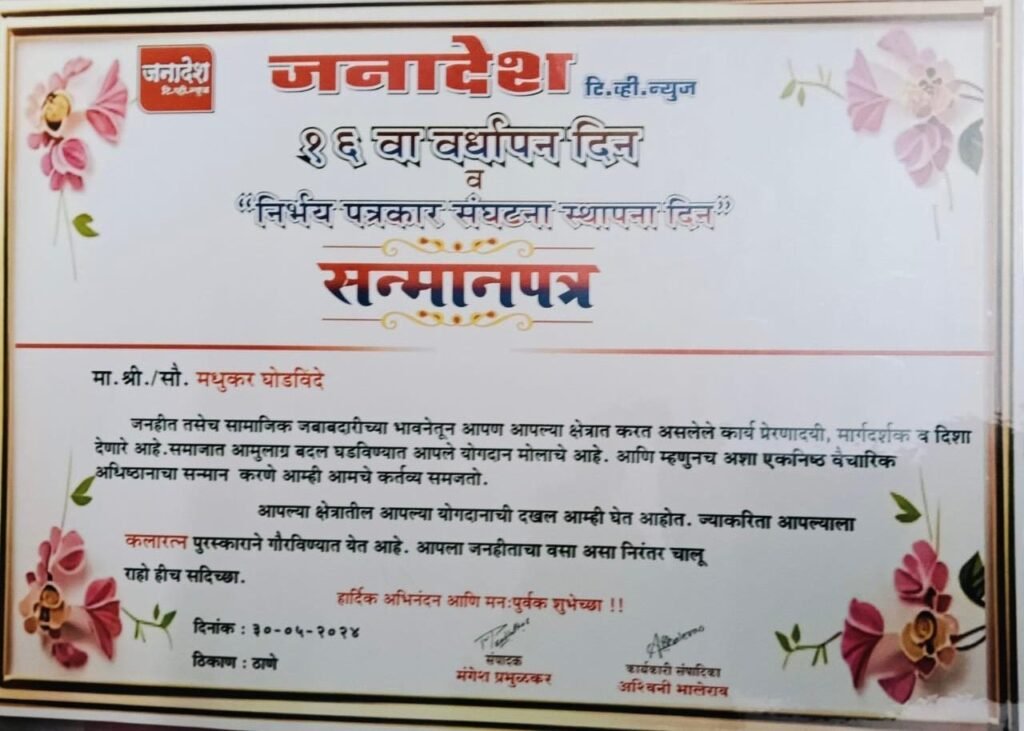 जनादेश
टि.व्ही.न्युज
जनादेश टि.व्ही.न्युज
१६ वा वर्धापन दिन
व
“निर्भय पत्रकार संघटना स्थापना दिन”
सन्मानपत्र
मा.श्री./सौ. मधुकर घोडविंदे
जनहीत तसेच सामाजिक जबाबदारीच्या भावनेतून आपण आपल्या क्षेत्रात करत असलेले कार्य प्रेरणादयी, मार्गदर्शक व दिशा
देणारे आहे.समाजात आमुलाग्र बदल घडविण्यात आपले योगदान मोलाचे आहे. आणि म्हणुनच अशा एकनिष्ठ वैचारिक
अधिष्ठानाचा सन्मान करणे आम्ही आमचे कर्तव्य समजतो.
आपल्या क्षेत्रातील आपल्या योगदानाची दखल आम्ही घेत आहोत. ज्याकरिता आपल्याला
कलारत्न पुरस्काराने गौरविण्यात येत आहे. आपला जनहीताचा वसा असा निरंतर चालू
राहो हीच सदिच्छा.
हार्दिक अभिनंदन आणि मन:पुर्वक शुभेच्छा !!
दिनांक : ३०-०५-२०२४
ठिकाण : ठाणे
संपादक
मंगेश प्रभुळकर
कार्यकारी संपादिका
अश्विनी भालेराव